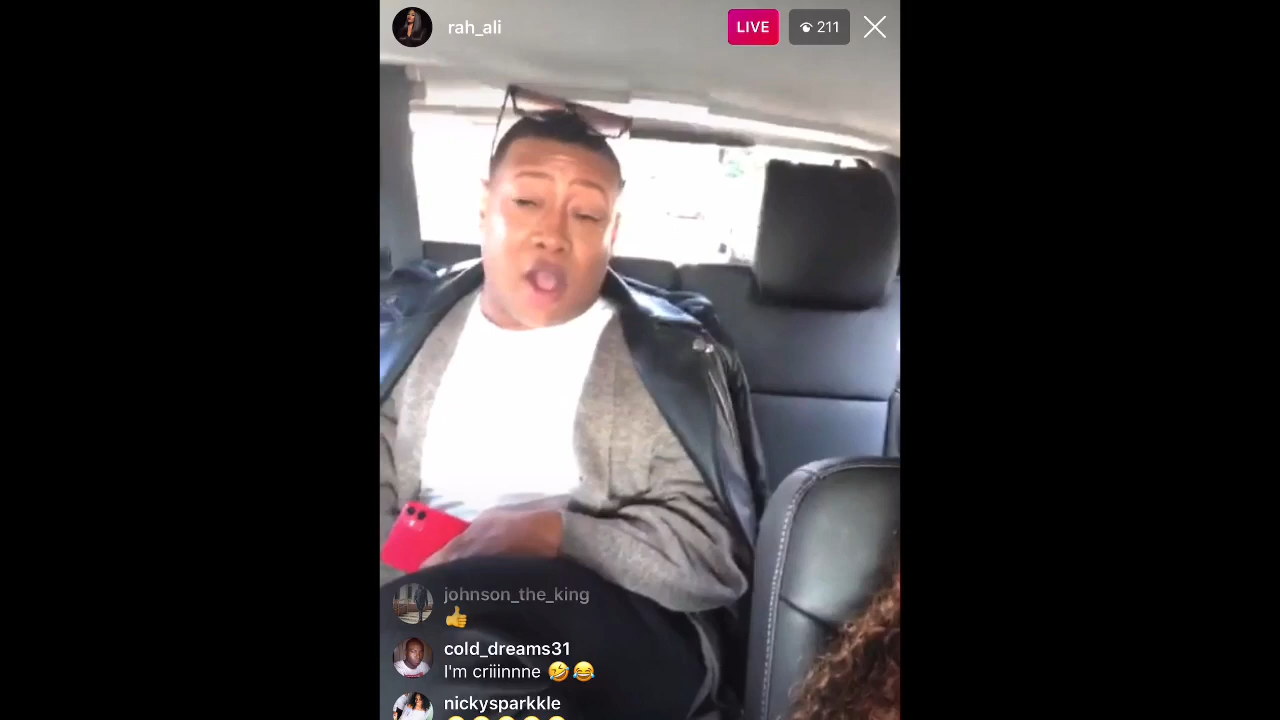 rah_ali
LIVE
211
johnson_the_king
👍
cold_dreams31
I'm criiinnne 🤣😂
nickysparkkle